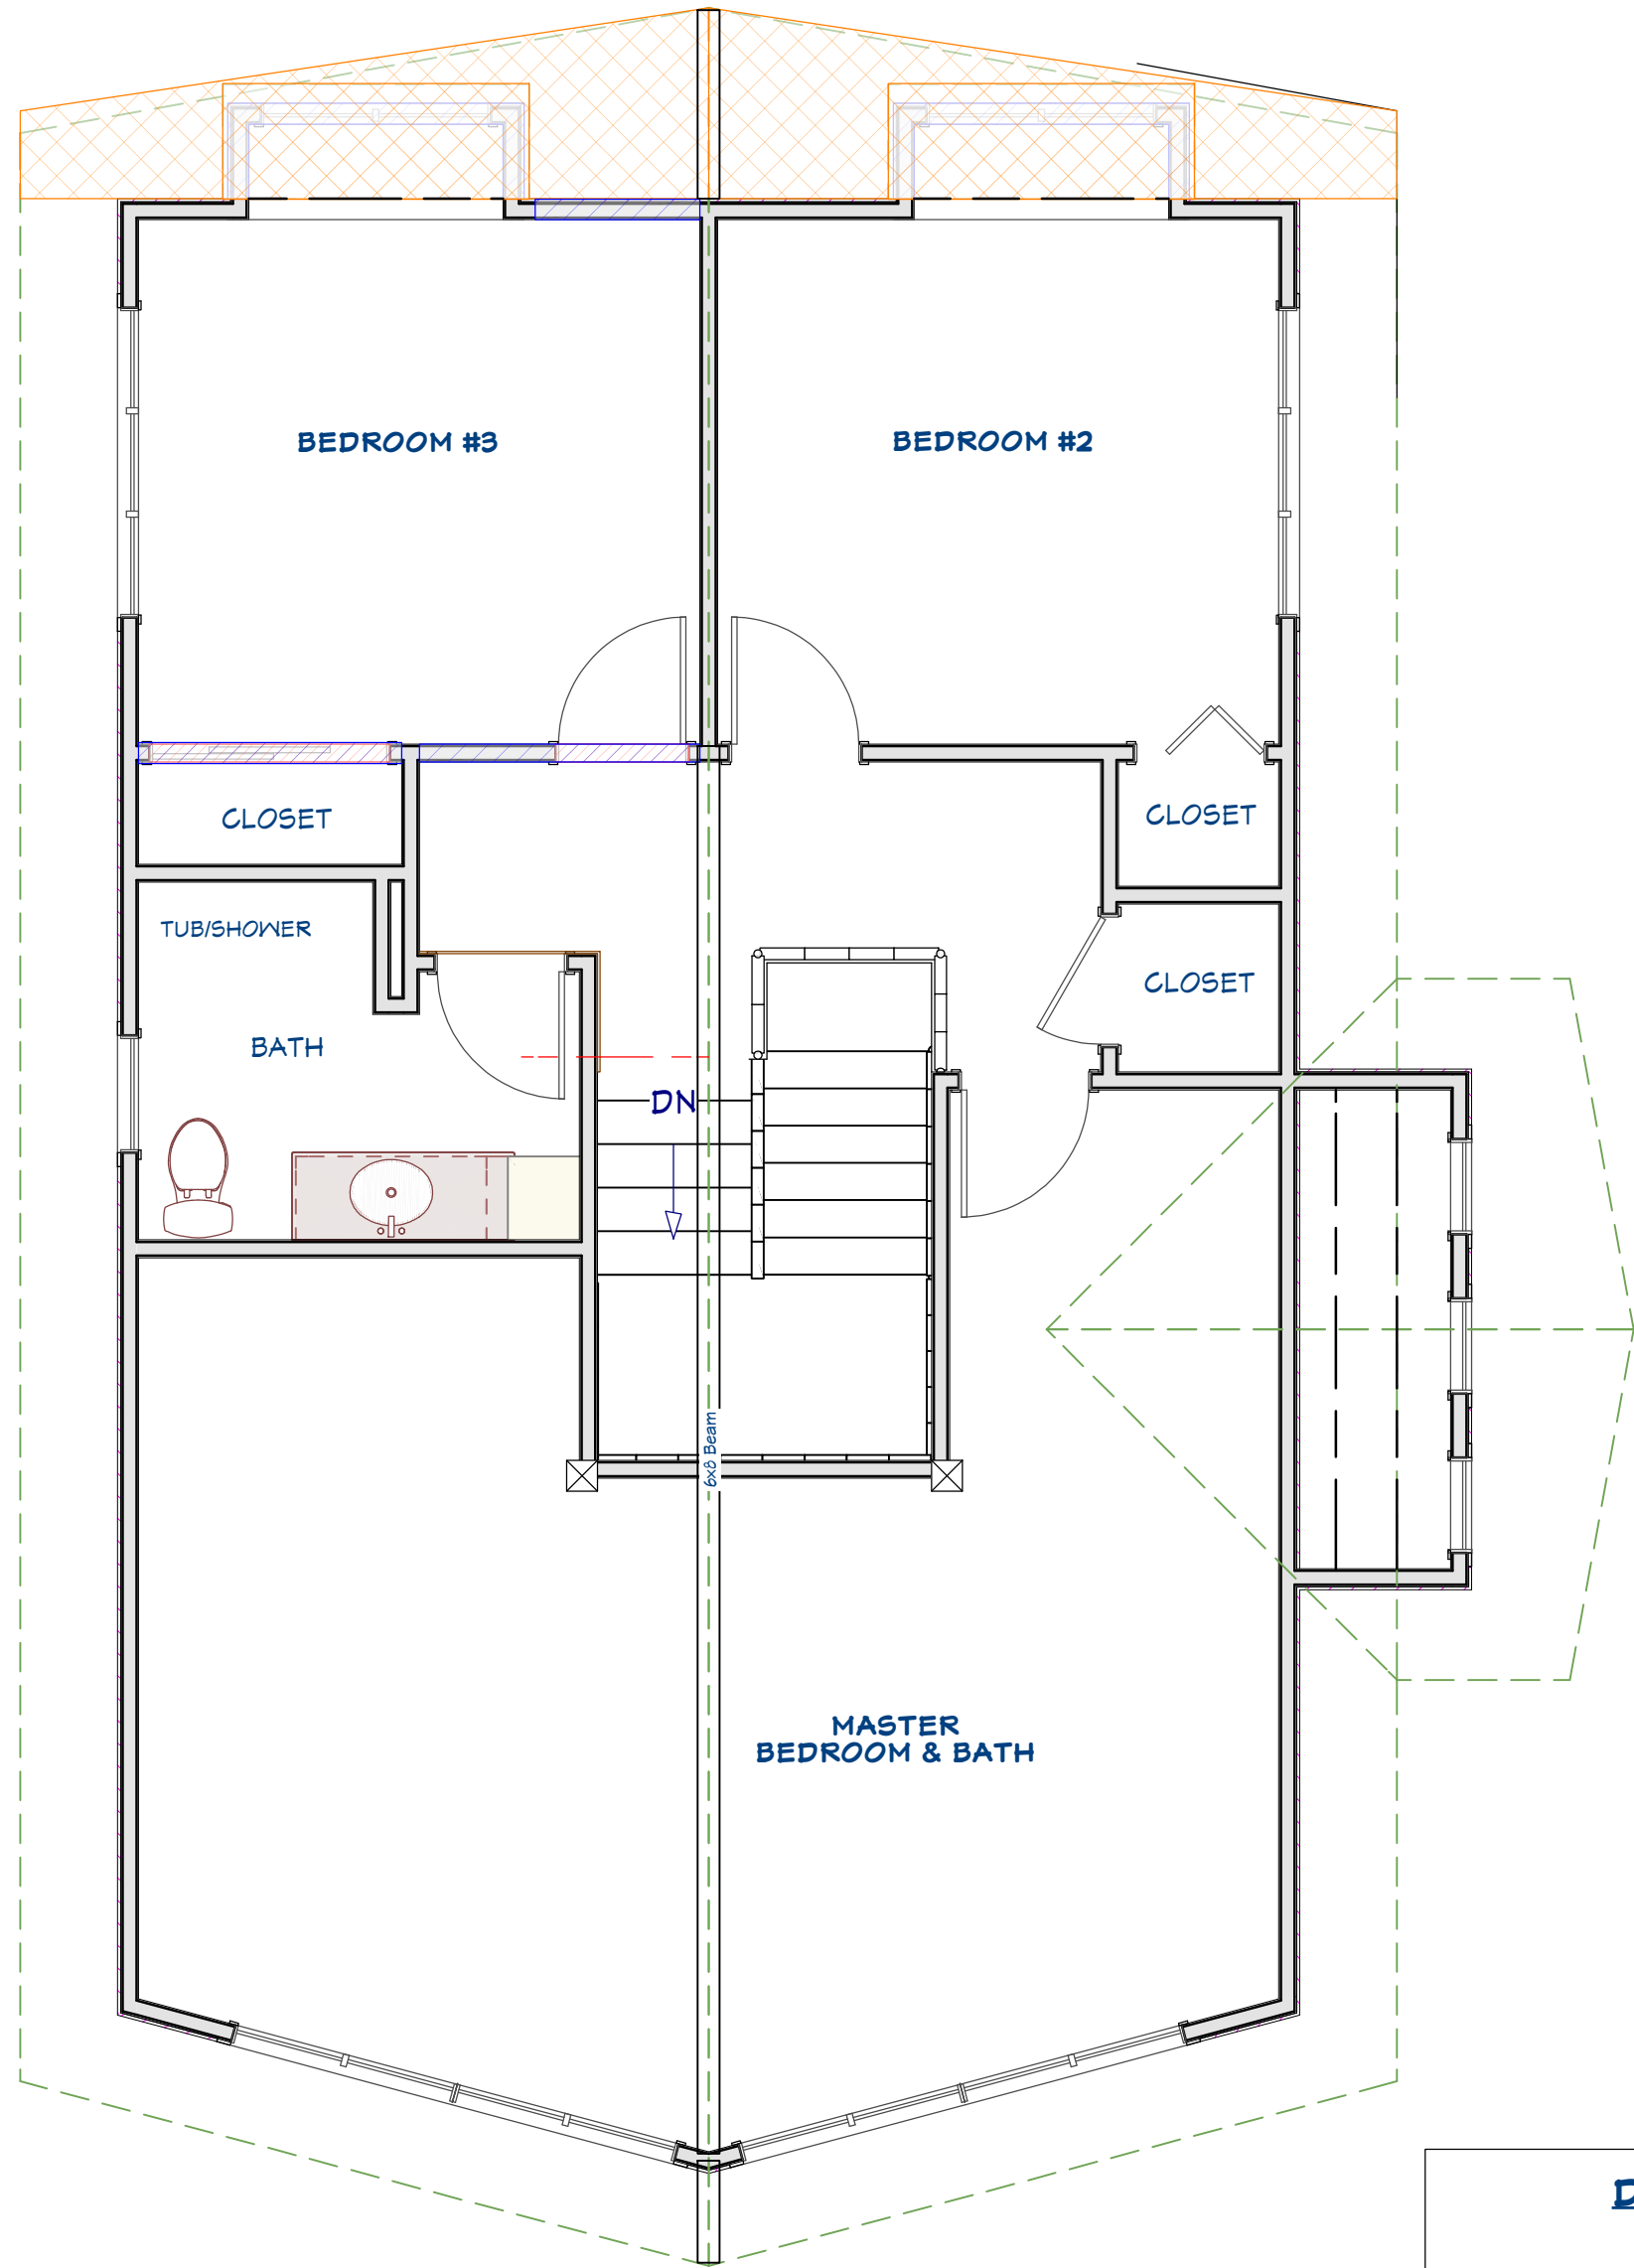 BEDROOM #3
BEDROOM #2
CLOSET
CLOSET
TUB/SHOWER
CLOSET
BATH
DN
6x8 Beam
MASTER
BEDROOM & BATH